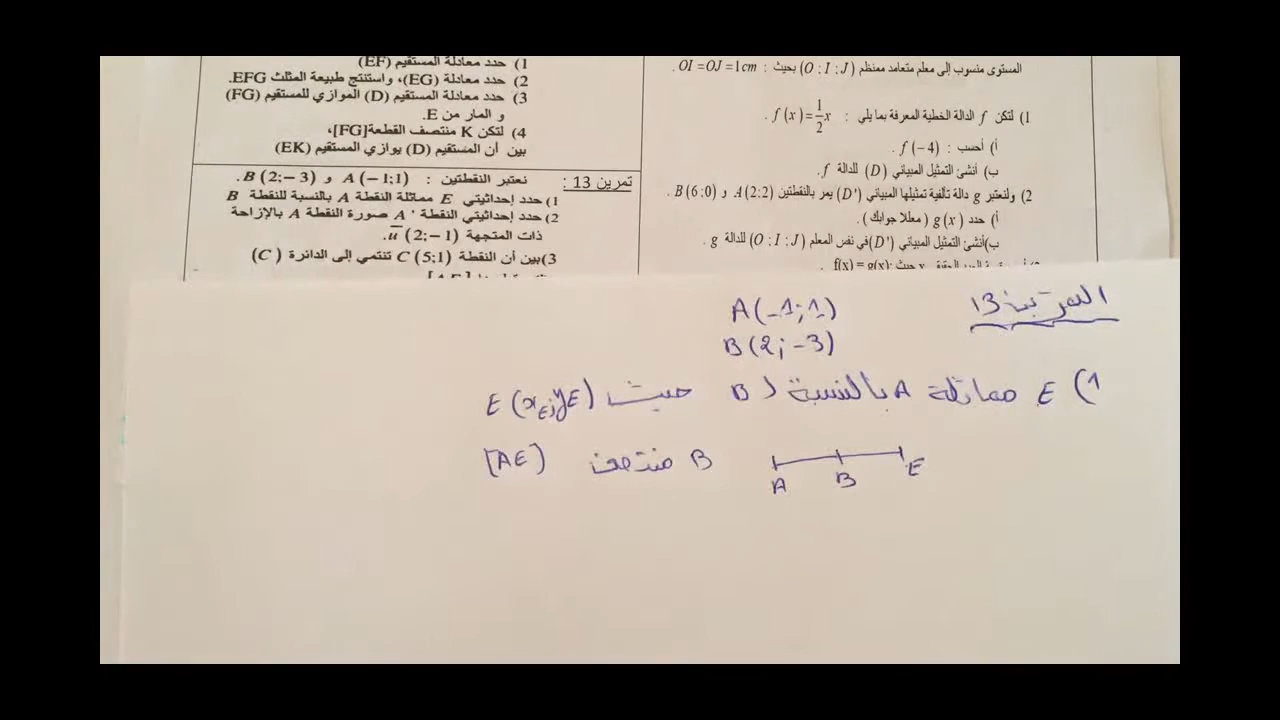 المستوى منسوب إلى معلم متعامد ممنظم (O ; I ; J) بحيث : OI = OJ = 1cm .
1) لتكن f الدالة الخطية المعرفة بما يلي : f(x) = 1/2 x .
أ) أحسب : f(-4) .
ب) أنشئ التمثيل المبياني (D) للدالة f .
2) ولنعتبر g دالة تألفية تمثيلها المبياني (D') يمر بالنقطتين A(2;2) و B(6;0) .
أ) حدد g(x) (معللا جوابك) .
ب)أنشئ التمثيل المبياني (D')في نفس المعلم (O ; I ; J) للدالة g .
حيث: f(x) = g(x)
1) حدد معادلة المستقيم (EF)
2) حدد معادلة (EG)، واستنتج طبيعة المثلث EFG.
3) حدد معادلة المستقيم (D) الموازي للمستقيم (FG)
و المار من E.
4) لتكن K منتصف القطعة[FG]،
بين أن المستقيم (D) يوازي المستقيم (EK)
تمرين 13 : نعتبر النقطتين : A(-1;1) و B(2;-3) .
1) حدد إحداثيتي E مماثلة النقطة A بالنسبة للنقطة B
2) حدد إحداثيتي النقطة A' صورة النقطة A بالإزاحة
ذات المتجهة u(2;-1).
3)بين أن النقطة C(5;1) تنتمي إلى الدائرة (C)
التمرين 13
A(-1;1)
B(2;-3)
1) E مماثلة A بالنسبة ل B حيث E(xE;yE)
B منتصف [AE]
A B E